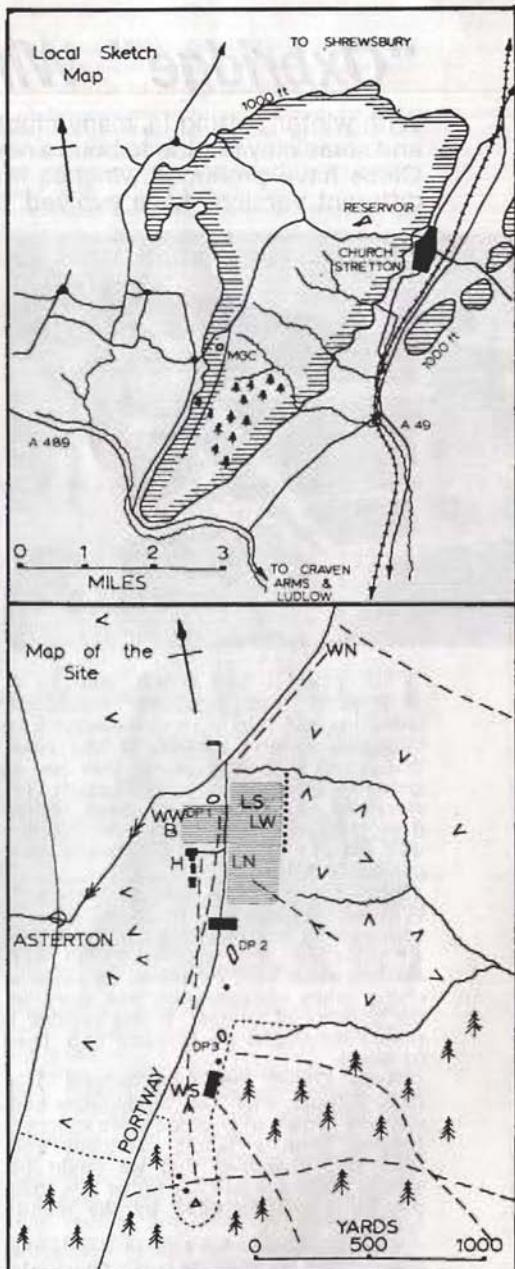 Local Sketch
Map
TO SHREWSBURY
1000 ft
RESERVOIR
CHURCH
STRETTON
1000 ft
MGC
A 489
A 49
0 1 2 3
MILES
TO CRAVEN
ARMS &
LUDLOW
Map of the
Site
WN
WW
DP1
B
LS
LW
H
LN
ASTERTON
DP 2
DP3
WS
PORTWAY
YARDS
0 500 1000